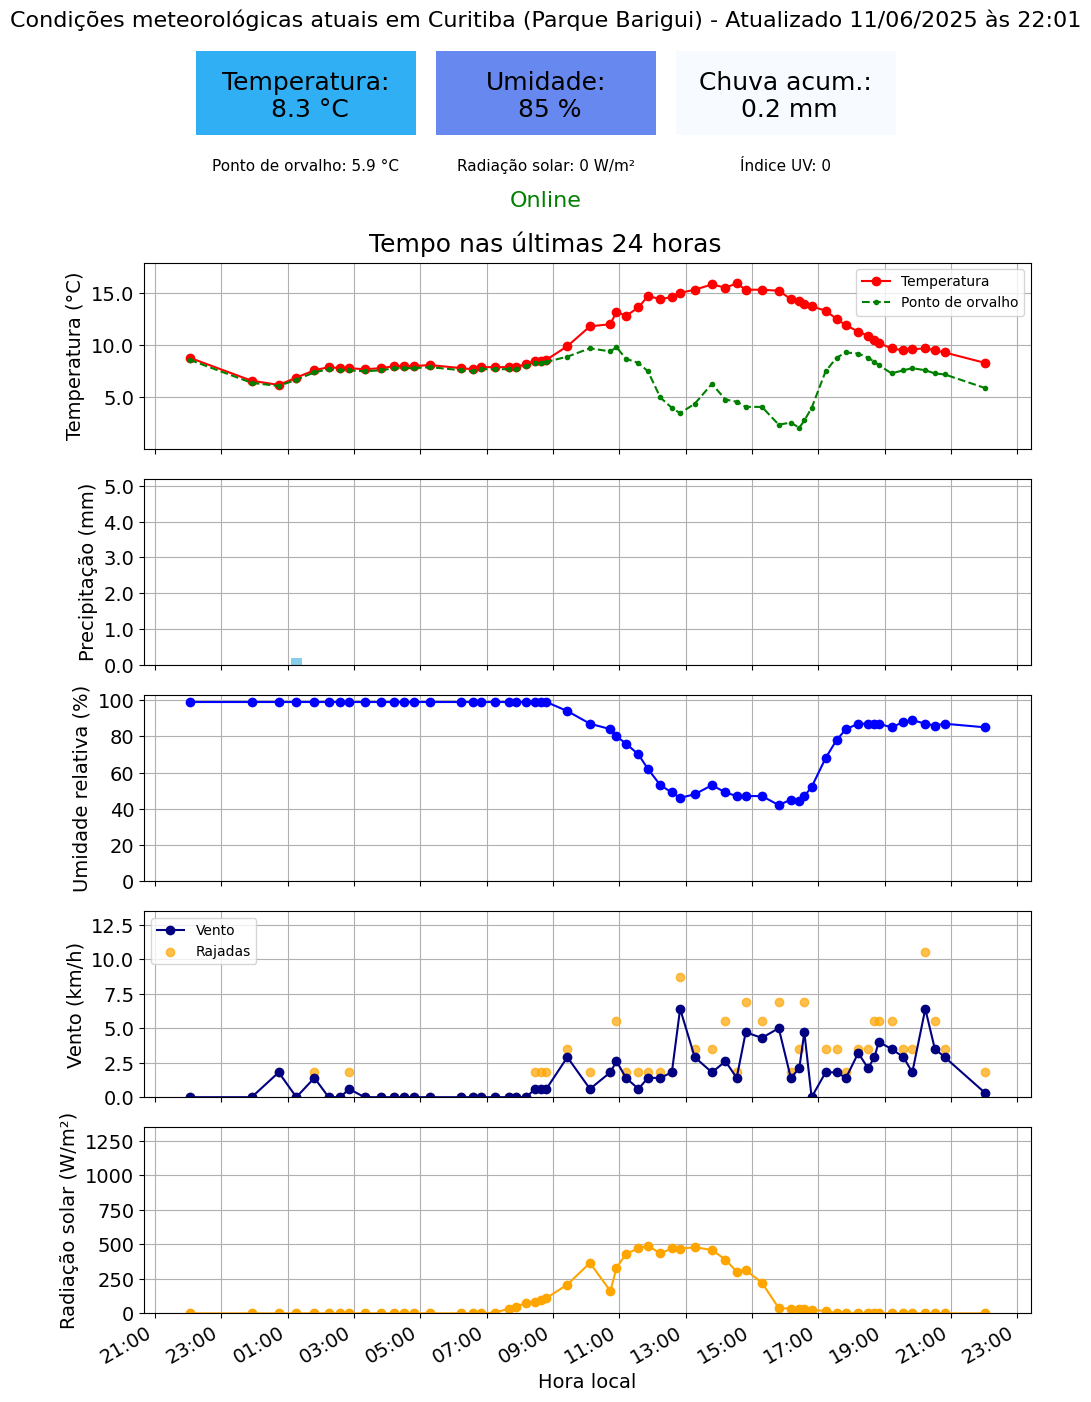 Condições meteorológicas atuais em Curitiba (Parque Barigui) - Atualizado 11/06/2025 às 22:01
Temperatura:
8.3 °C
Umidade:
85 %
Chuva acum.:
0.2 mm
Ponto de orvalho: 5.9 °C
Radiação solar: 0 W/m²
Índice UV: 0
Online
Tempo nas últimas 24 horas
Temperatura (°C)
15.0
10.0
5.0
Temperatura
Ponto de orvalho
Precipitação (mm)
5.0
4.0
3.0
2.0
1.0
0.0
Umidade relativa (%)
100
80
60
40
20
0
Vento (km/h)
12.5
10.0
7.5
5.0
2.5
0.0
Vento
Rajadas
Radiação solar (W/m²)
1250
1000
750
500
250
0
21:00
23:00
01:00
03:00
05:00
07:00
09:00
11:00
13:00
15:00
17:00
19:00
21:00
23:00
Hora local